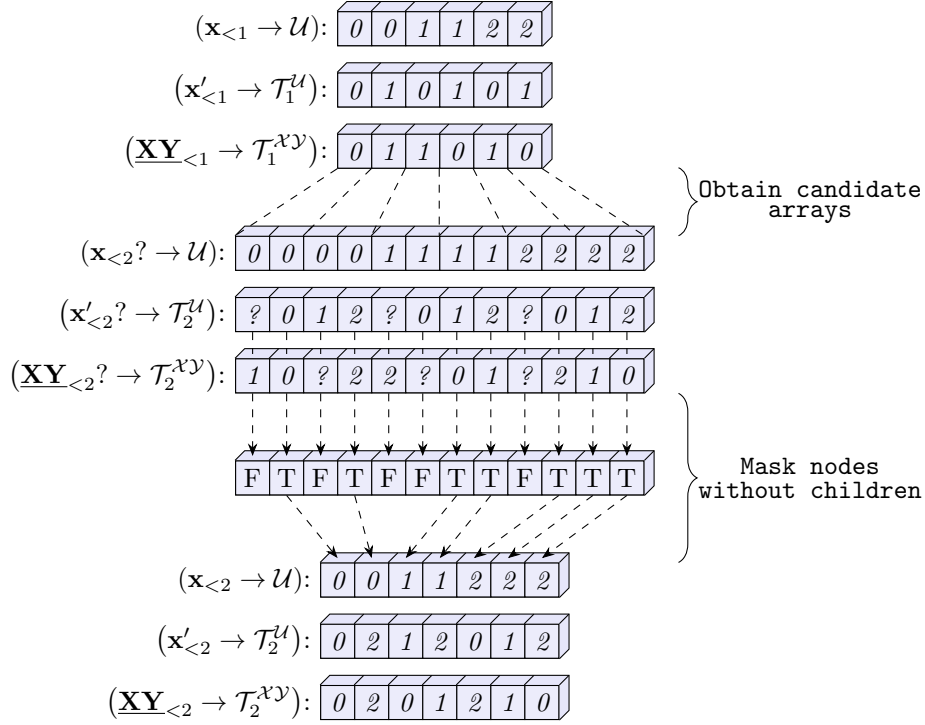 (x<1 → U): 0 0 1 1 2 2
(x′<1 → T₁ᵁ): 0 1 0 1 0 1
(XY<1 → T₁ˣʸ): 0 1 1 0 1 0
Obtain candidate
arrays
(x<2? → U): 0 0 0 0 1 1 1 1 2 2 2 2
(x′<2? → T₂ᵁ): ? 0 1 2 ? 0 1 2 ? 0 1 2
(XY<2? → T₂ˣʸ): 1 0 ? 2 2 ? 0 1 ? 2 1 0
F T F T F F T T F T T T
Mask nodes
without children
(x<2 → U): 0 0 1 1 2 2 2
(x′<2 → T₂ᵁ): 0 2 1 2 0 1 2
(XY<2 → T₂ˣʸ): 0 2 0 1 2 1 0